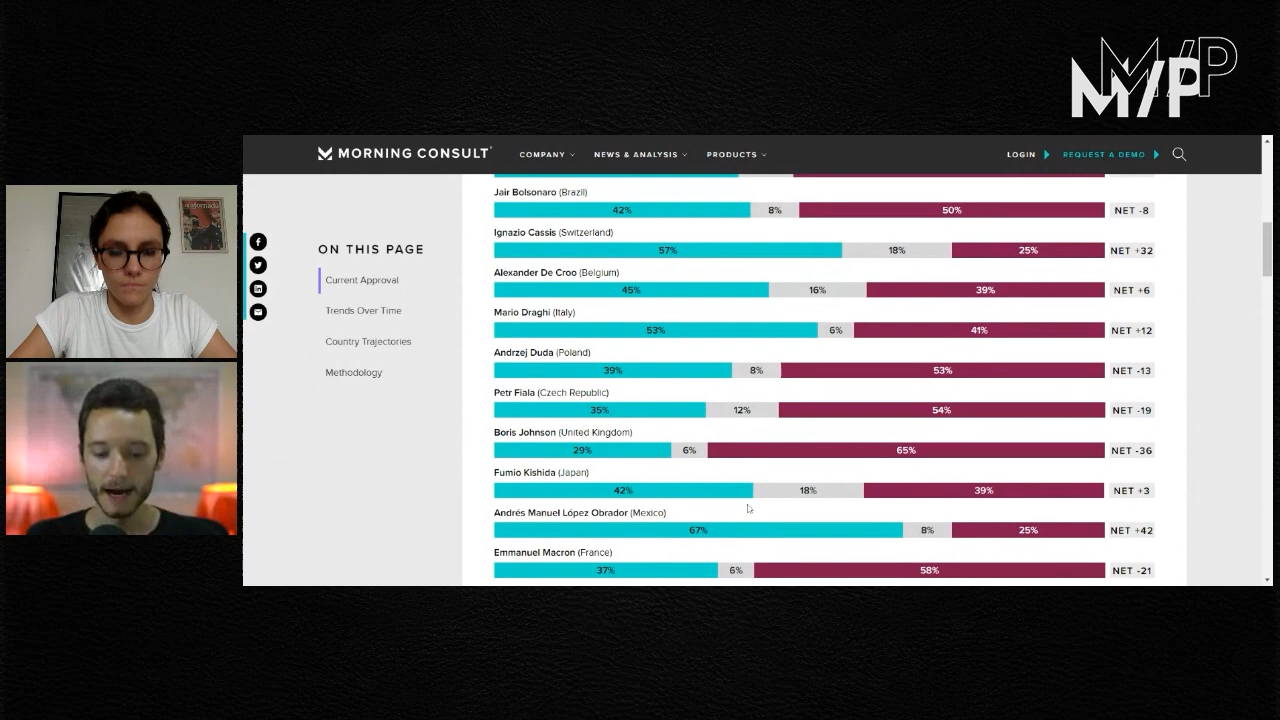 M/P
M/P
MORNING CONSULT
COMPANY
NEWS & ANALYSIS
PRODUCTS
LOGIN
REQUEST A DEMO
ON THIS PAGE
Current Approval
Trends Over Time
Country Trajectories
Methodology
Jair Bolsonaro (Brazil)
42% 8% 50% NET -8
Ignazio Cassis (Switzerland)
57% 18% 25% NET +32
Alexander De Croo (Belgium)
45% 16% 39% NET +6
Mario Draghi (Italy)
53% 6% 41% NET +12
Andrzej Duda (Poland)
39% 8% 53% NET -13
Petr Fiala (Czech Republic)
35% 12% 54% NET -19
Boris Johnson (United Kingdom)
29% 6% 65% NET -36
Fumio Kishida (Japan)
42% 18% 39% NET +3
Andrés Manuel López Obrador (Mexico)
67% 8% 25% NET +42
Emmanuel Macron (France)
37% 6% 58% NET -21